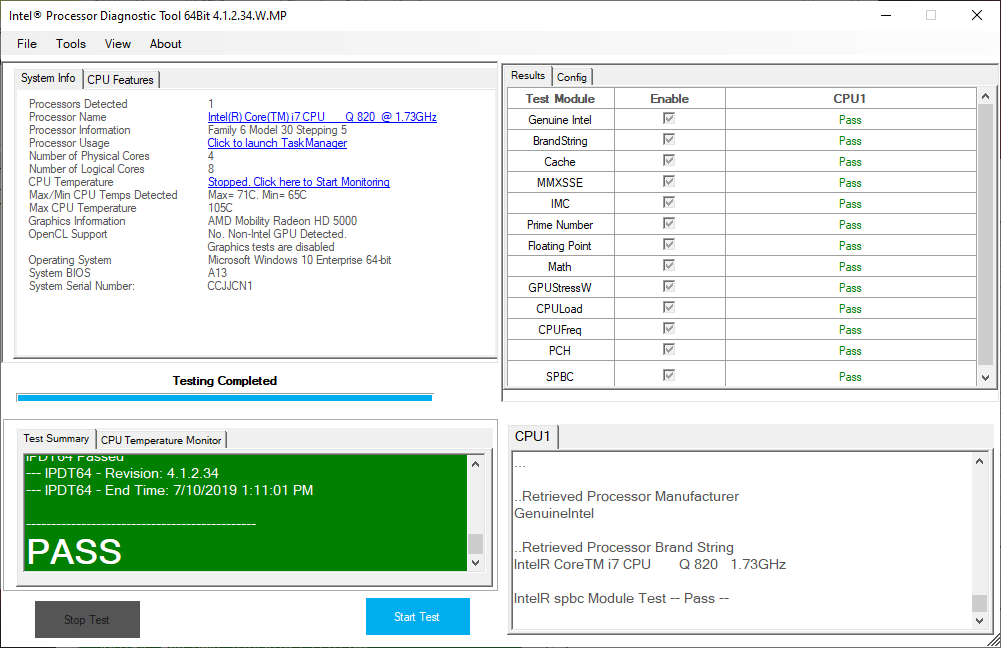 Intel® Processor Diagnostic Tool 64Bit 4.1.2.34.W.MP
File Tools View About
System Info CPU Features
Processors Detected 1
Processor Name Intel(R) Core(TM) i7 CPU Q 820 @ 1.73GHz
Processor Information Family 6 Model 30 Stepping 5
Processor Usage Click to launch TaskManager
Number of Physical Cores 4
Number of Logical Cores 8
CPU Temperature Stopped. Click here to Start Monitoring
Max/Min CPU Temps Detected Max= 71C. Min= 65C
Max CPU Temperature 105C
Graphics Information AMD Mobility Radeon HD 5000
OpenCL Support No. Non-Intel GPU Detected.
Graphics tests are disabled
Operating System Microsoft Windows 10 Enterprise 64-bit
System BIOS A13
System Serial Number: CCJJCN1
Testing Completed
Results Config
Test Module Enable CPU1
Genuine Intel Pass
BrandString Pass
Cache Pass
MMXSSE Pass
IMC Pass
Prime Number Pass
Floating Point Pass
Math Pass
GPUStressW Pass
CPULoad Pass
CPUFreq Pass
PCH Pass
SPBC Pass
Test Summary CPU Temperature Monitor
IPDT64 Passed
--- IPDT64 - Revision: 4.1.2.34
--- IPDT64 - End Time: 7/10/2019 1:11:01 PM
----------------------------------------------
PASS
Stop Test Start Test
CPU1
...
..Retrieved Processor Manufacturer
GenuineIntel
..Retrieved Processor Brand String
IntelR CoreTM i7 CPU Q 820 1.73GHz
IntelR spbc Module Test -- Pass --